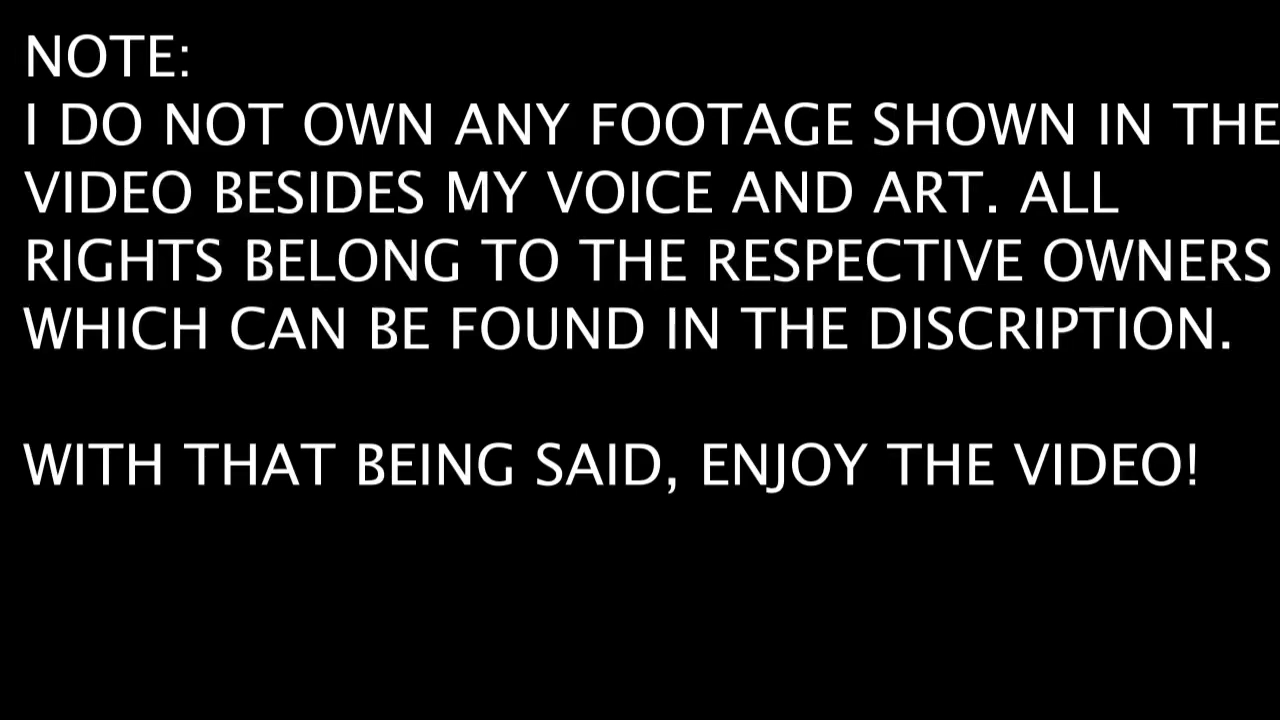 NOTE:
I DO NOT OWN ANY FOOTAGE SHOWN IN THE
VIDEO BESIDES MY VOICE AND ART. ALL
RIGHTS BELONG TO THE RESPECTIVE OWNERS
WHICH CAN BE FOUND IN THE DISCRIPTION.
WITH THAT BEING SAID, ENJOY THE VIDEO!